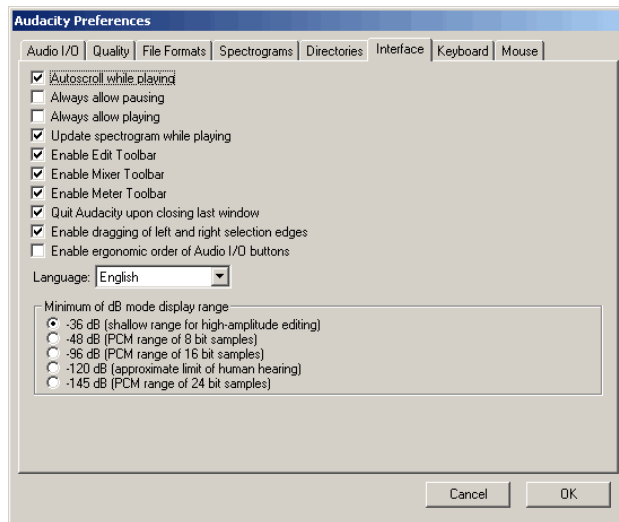 Audacity Preferences
Audio I/O Quality File Formats Spectrograms Directories Interface Keyboard Mouse
Autoscroll while playing
Always allow pausing
Always allow playing
Update spectrogram while playing
Enable Edit Toolbar
Enable Mixer Toolbar
Enable Meter Toolbar
Quit Audacity upon closing last window
Enable dragging of left and right selection edges
Enable ergonomic order of Audio I/O buttons
Language: English
Minimum of dB mode display range
-36 dB (shallow range for high-amplitude editing)
-48 dB (PCM range of 8 bit samples)
-96 dB (PCM range of 16 bit samples)
-120 dB (approximate limit of human hearing)
-145 dB (PCM range of 24 bit samples)
Cancel OK